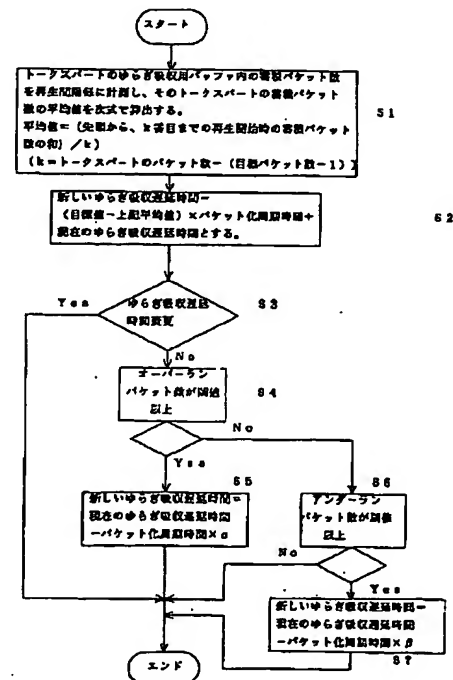 スタート
トークスパートのゆらぎ吸収用バッファ内の蓄積パケット数
を再生開始毎に計測し、そのトークスパートの蓄積パケット
数の平均値を次式で算出する。
平均値=(先頭から、k番目までの再生開始時の蓄積パケット
数の和)/k)
(k=トークスパートのパケット数-(目標パケット数-1))
S1
新しいゆらぎ吸収遅延時間=
(目標値-上記平均値)×パケット化周期時間+
現在のゆらぎ吸収遅延時間とする。
S2
Yes
ゆらぎ吸収遅延
時間変更
S3
No
オーバーラン
パケット数が閾値
以上
S4
No
Yes
S5
新しいゆらぎ吸収遅延時間=
現在のゆらぎ吸収遅延時間
-パケット化周期時間×α
S6
アンダーラン
パケット数が閾値
以上
No
Yes
新しいゆらぎ吸収遅延時間=
現在のゆらぎ吸収遅延時間
-パケット化周期時間×β
S7
エンド